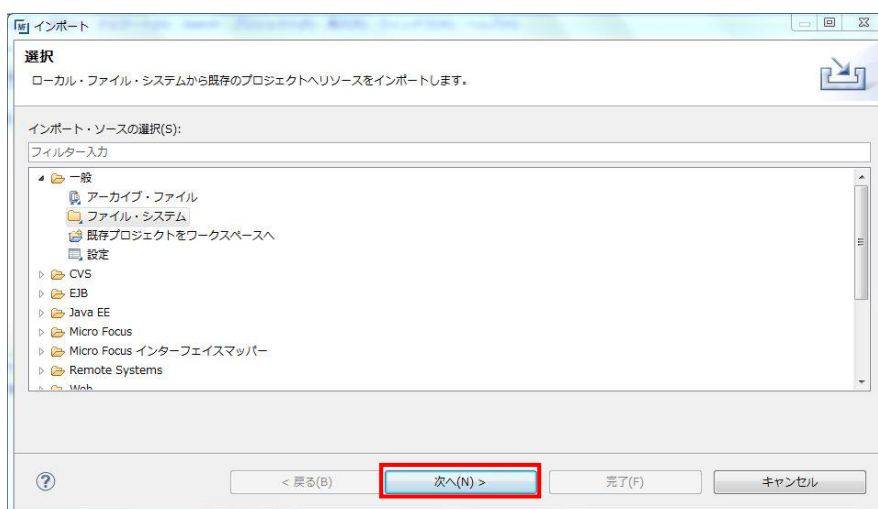 インポート
選択
ローカル・ファイル・システムから既存のプロジェクトへリソースをインポートします。
インポート・ソースの選択(S):
フィルター入力
一般
アーカイブ・ファイル
ファイル・システム
既存プロジェクトをワークスペースへ
設定
CVS
EJB
Java EE
Micro Focus
Micro Focus インターフェイスマッパー
Remote Systems
Web
< 戻る(B) 次へ(N) > 完了(F) キャンセル